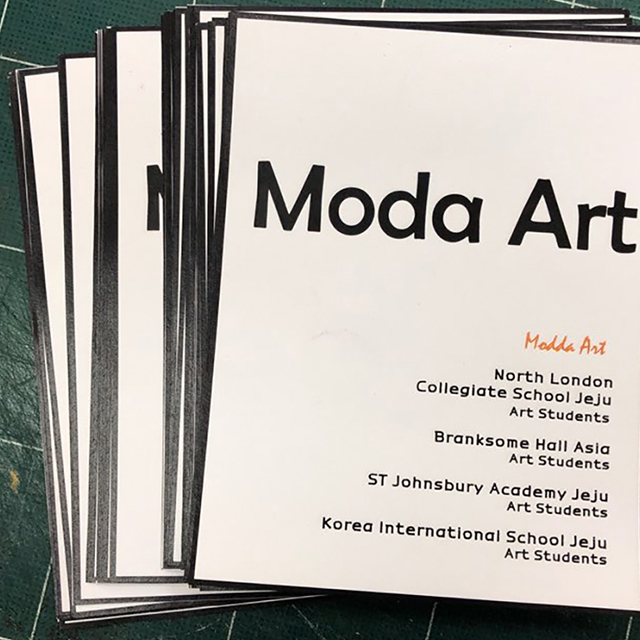 Moda Art
Modda Art
North London
Collegiate School Jeju
Art Students
Branksome Hall Asia
Art Students
ST Johnsbury Academy Jeju
Art Students
Korea International School Jeju
Art Students